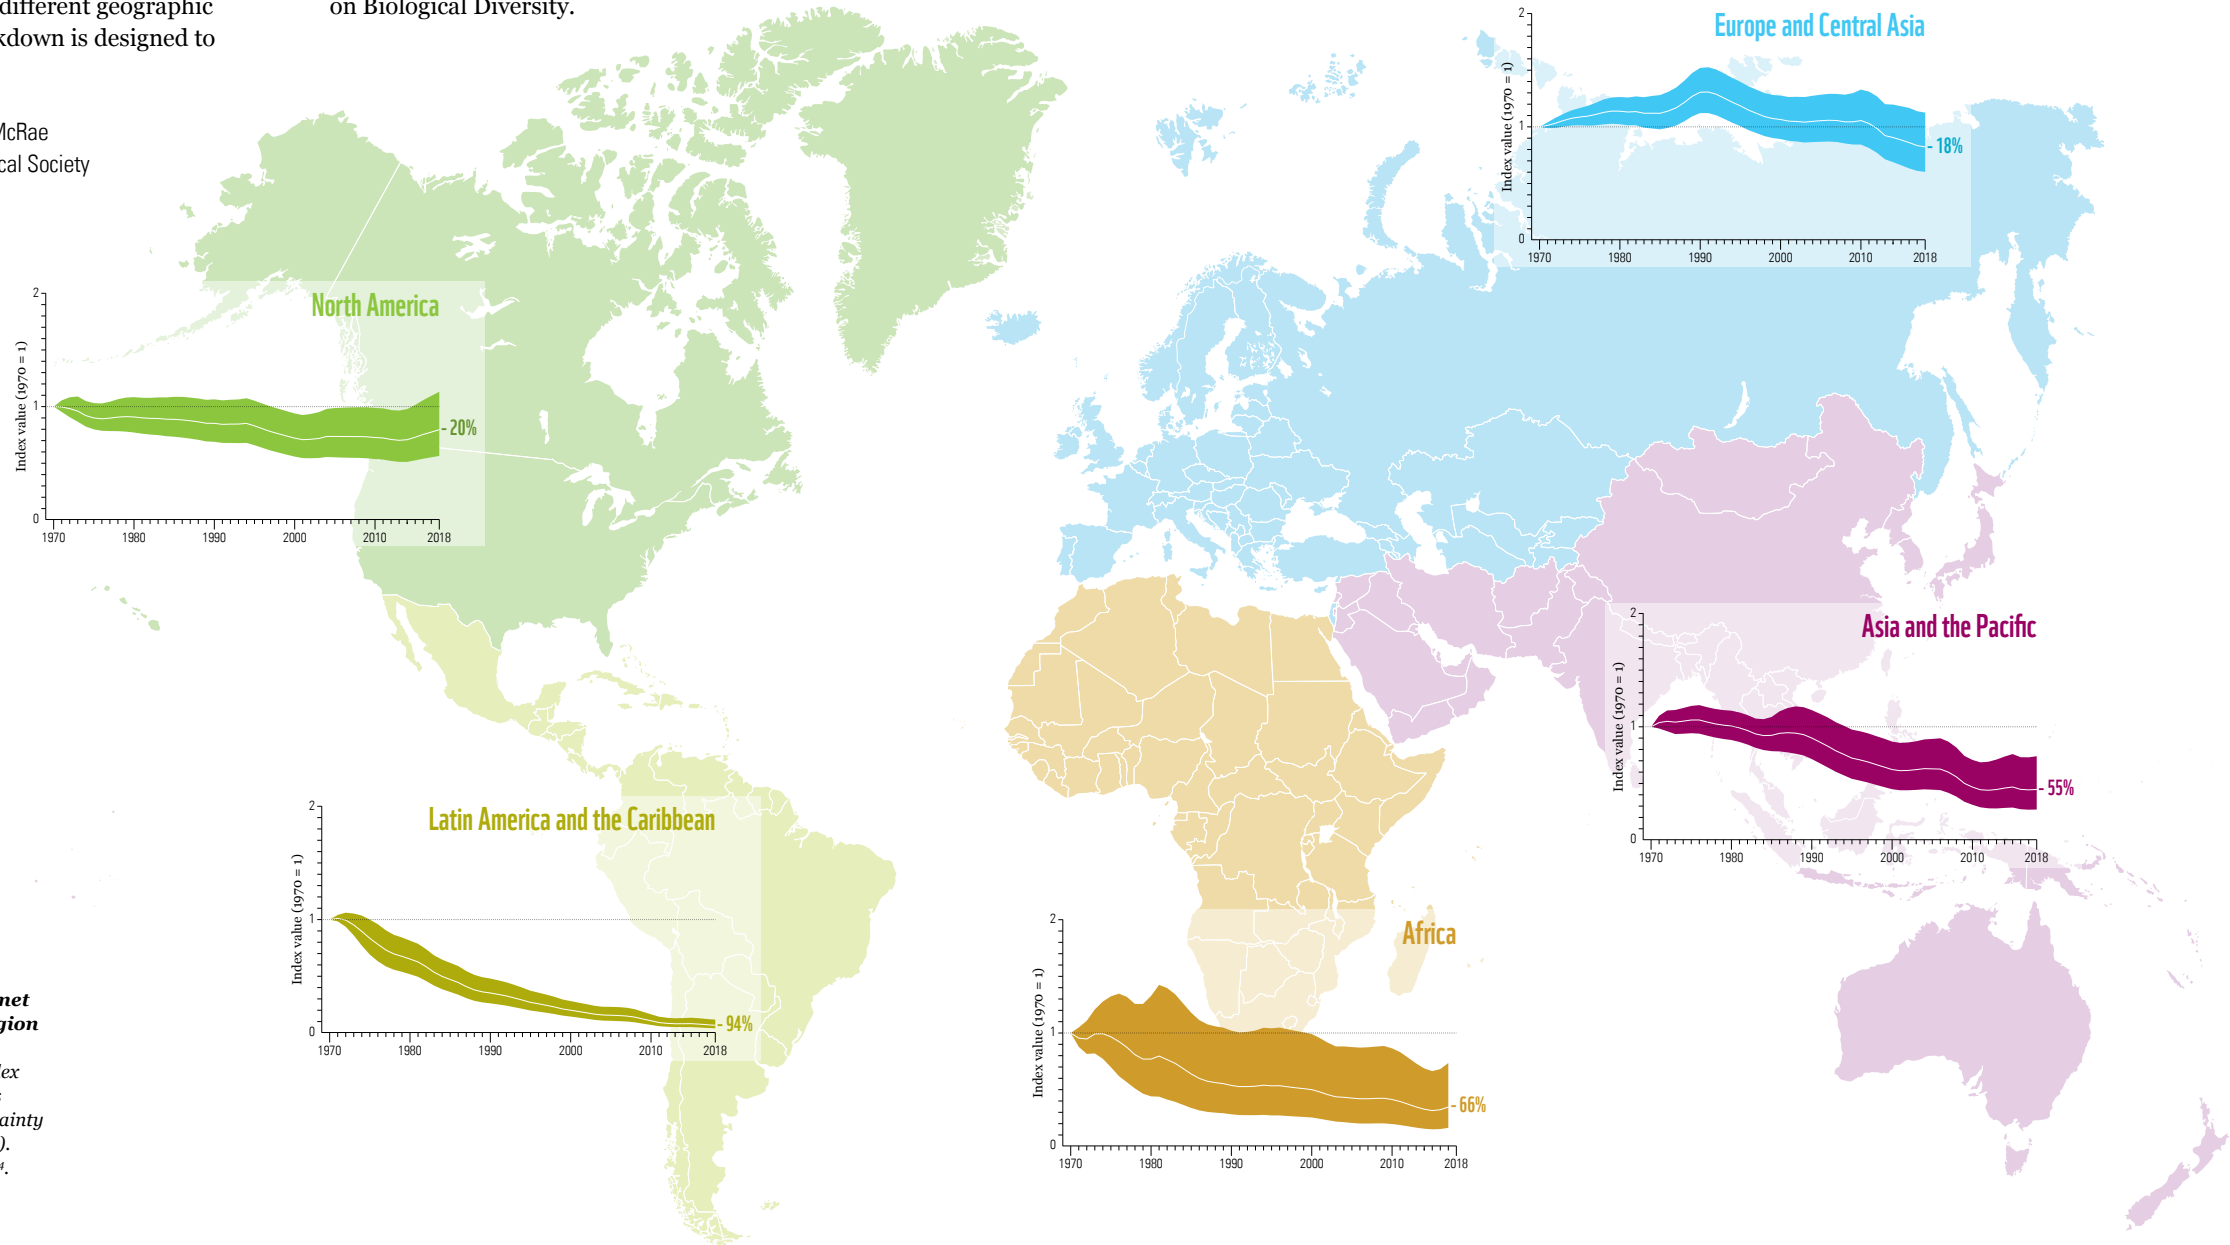 different geographic
kdown is designed to
on Biological Diversity.
McRae
cal Society
Europe and Central Asia
Index value (1970 = 1)
2
1
0
- 18%
1970 1980 1990 2000 2010 2018
North America
Index value (1970 = 1)
2
1
0
- 20%
1970 1980 1990 2000 2010 2018
Asia and the Pacific
Index value (1970 = 1)
2
1
0
- 55%
1970 1980 1990 2000 2010 2018
Latin America and the Caribbean
Index value (1970 = 1)
2
1
0
- 94%
1970 1980 1990 2000 2010 2018
Africa
Index value (1970 = 1)
2
1
0
- 66%
1970 1980 1990 2000 2010 2018
net
gion
lex
ainty
).